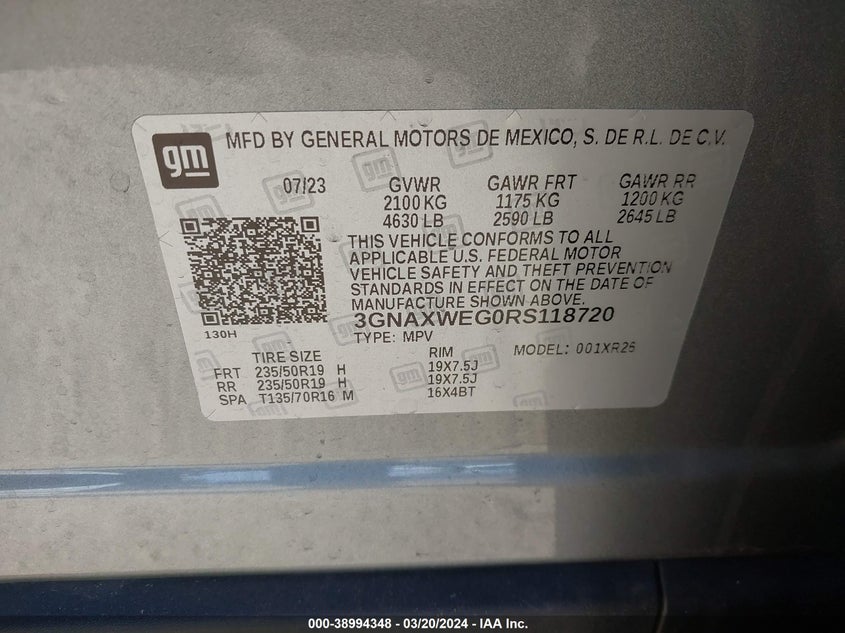 gm
MFD BY GENERAL MOTORS DE MEXICO, S. DE R.L. DE C.V.
07/23 GVWR GAWR FRT GAWR RR
2100 KG 1175 KG 1200 KG
4630 LB 2590 LB 2645 LB
THIS VEHICLE CONFORMS TO ALL
APPLICABLE U.S. FEDERAL MOTOR
VEHICLE SAFETY AND THEFT PREVENTION
STANDARDS IN EFFECT ON THE DATE OF
MANUFACTURE SHOWN ABOVE.
3GNAXWEG0RS118720
130H
TYPE: MPV MODEL: 001XR26
TIRE SIZE RIM
FRT 235/50R19 H 19X7.5J
RR 235/50R19 H 19X7.5J
SPA T135/70R16 M 16X4BT
000-38994348 - 03/20/2024 - IAA Inc.